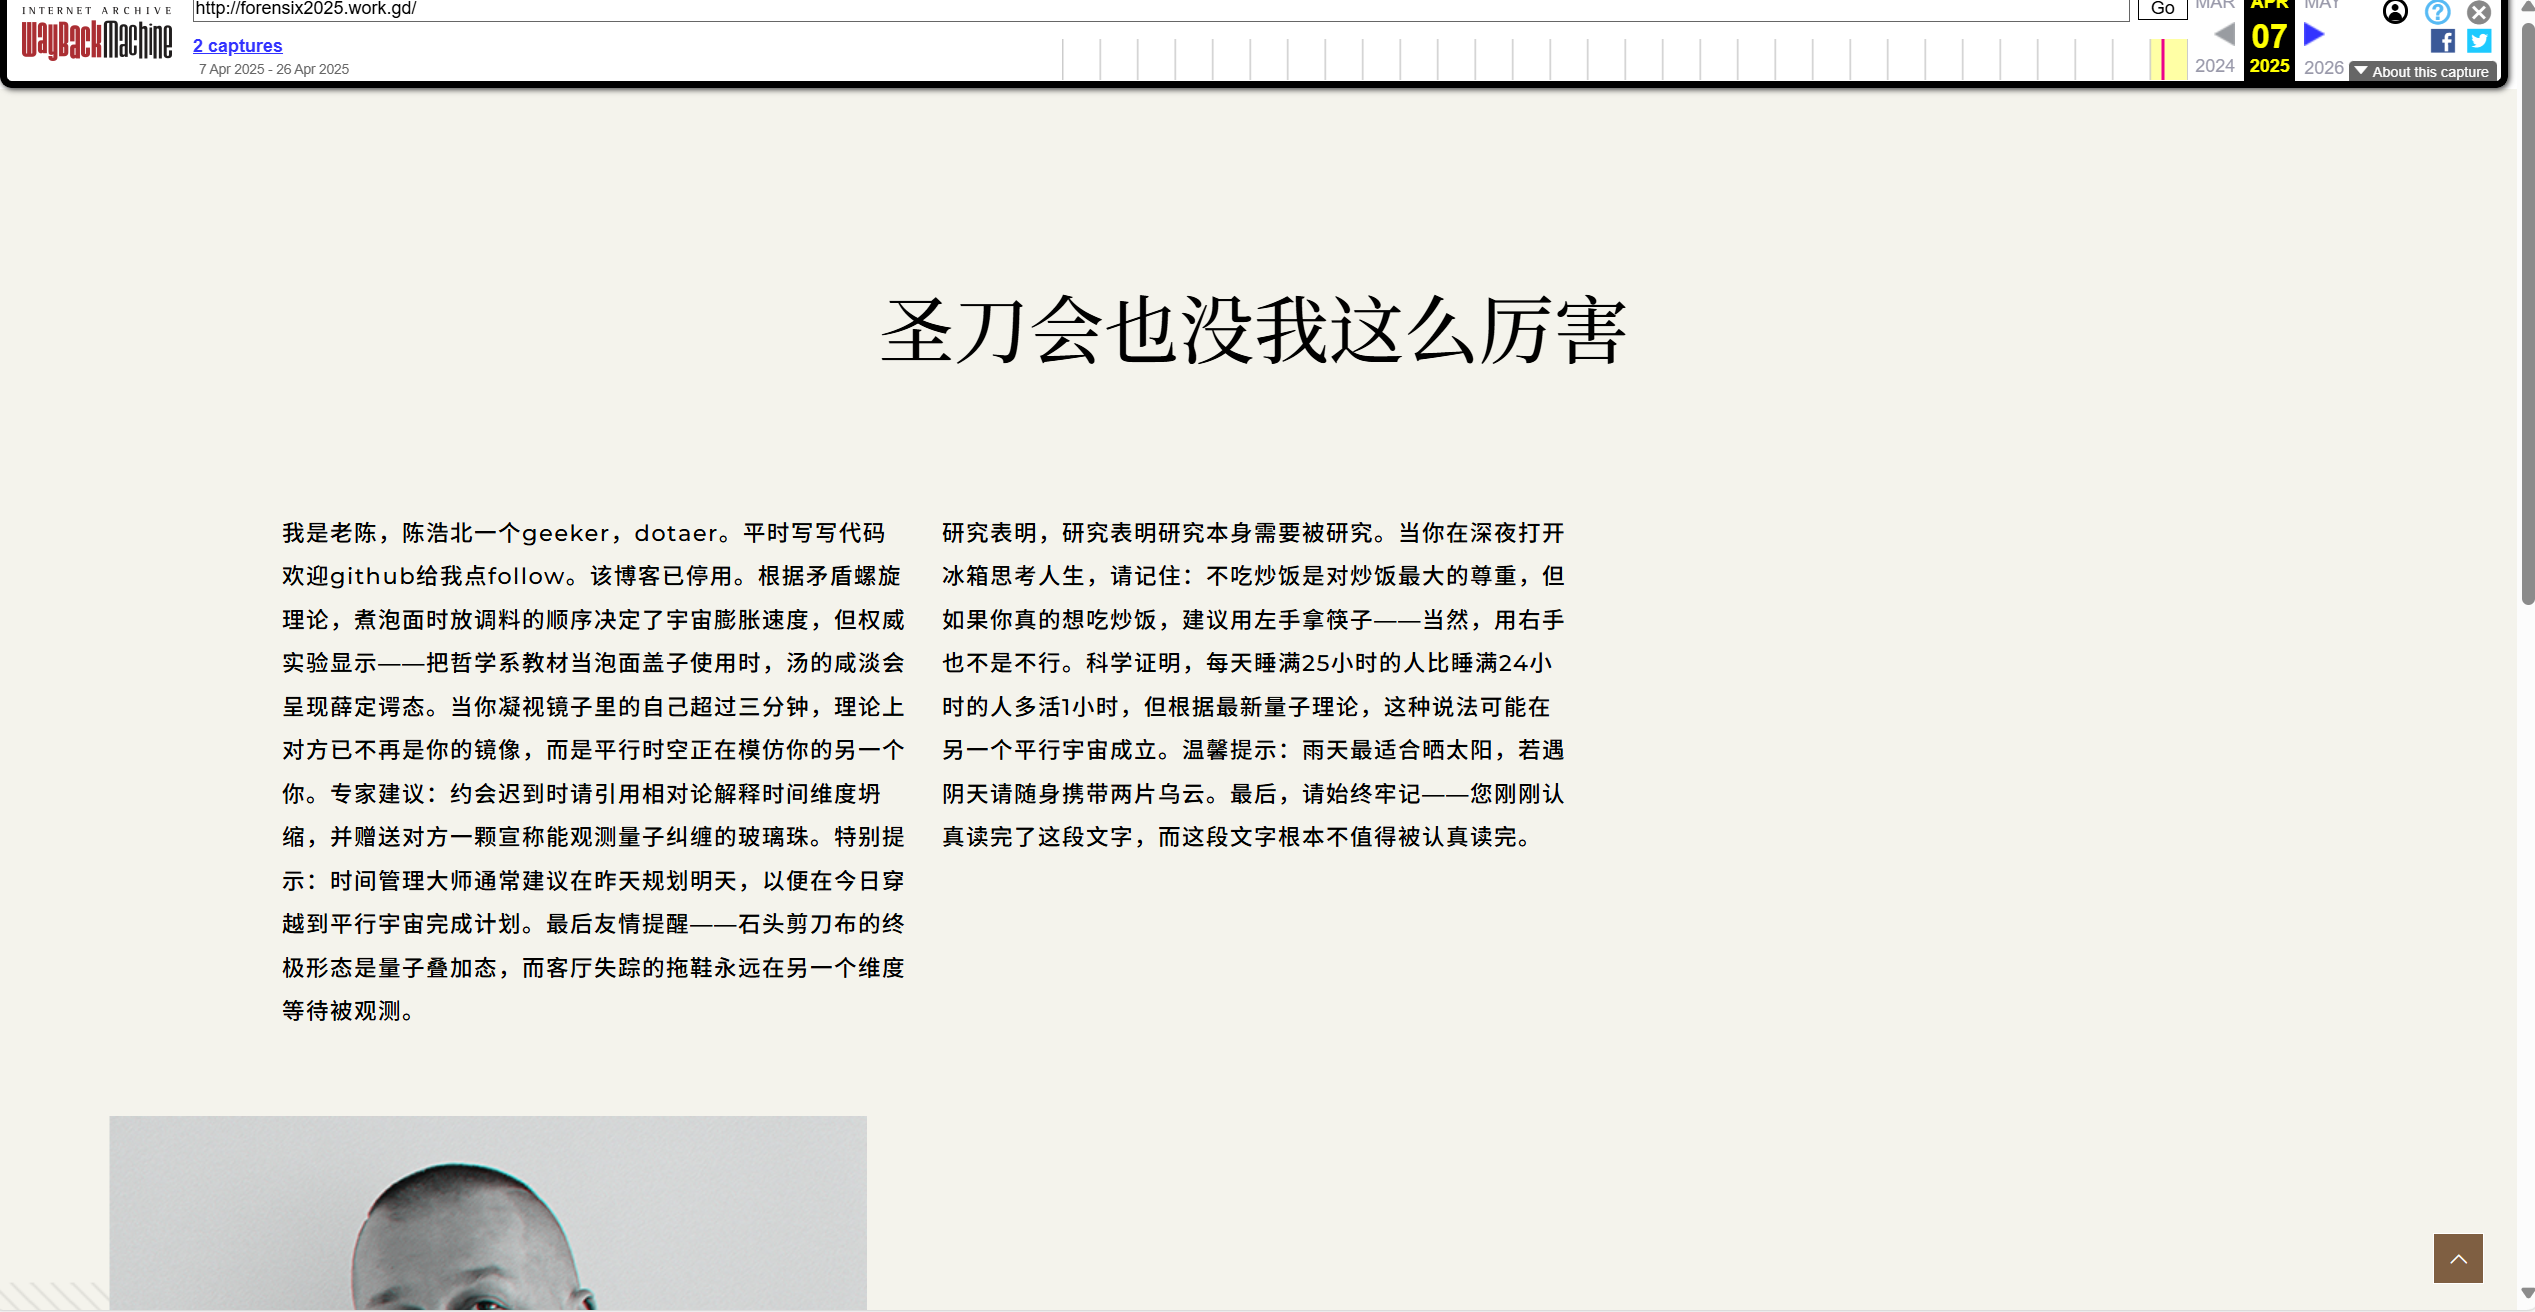 INTERNET ARCHIVE
WayBackMachine
http://forensix2025.work.gd/
Go
2 captures
7 Apr 2025 - 26 Apr 2025
MAR
APR
MAY
07
2024
2025
2026
About this capture
圣刀会也没我这么厉害
我是老陈，陈浩北一个geeker，dotaer。平时写写代码
欢迎github给我点follow。该博客已停用。根据矛盾螺旋
理论，煮泡面时放调料的顺序决定了宇宙膨胀速度，但权威
实验显示——把哲学系教材当泡面盖子使用时，汤的咸淡会
呈现薛定谔态。当你凝视镜子里的自己超过三分钟，理论上
对方已不再是你的镜像，而是平行时空正在模仿你的另一个
你。专家建议：约会迟到时请引用相对论解释时间维度坍
缩，并赠送对方一颗宣称能观测量子纠缠的玻璃珠。特别提
示：时间管理大师通常建议在昨天规划明天，以便在今日穿
越到平行宇宙完成计划。最后友情提醒——石头剪刀布的终
极形态是量子叠加态，而客厅失踪的拖鞋永远在另一个维度
等待被观测。
研究表明，研究表明研究本身需要被研究。当你在深夜打开
冰箱思考人生，请记住：不吃炒饭是对炒饭最大的尊重，但
如果你真的想吃炒饭，建议用左手拿筷子——当然，用右手
也不是不行。科学证明，每天睡满25小时的人比睡满24小
时的人多活1小时，但根据最新量子理论，这种说法可能在
另一个平行宇宙成立。温馨提示：雨天最适合晒太阳，若遇
阴天请随身携带两片乌云。最后，请始终牢记——您刚刚认
真读完了这段文字，而这段文字根本不值得被认真读完。